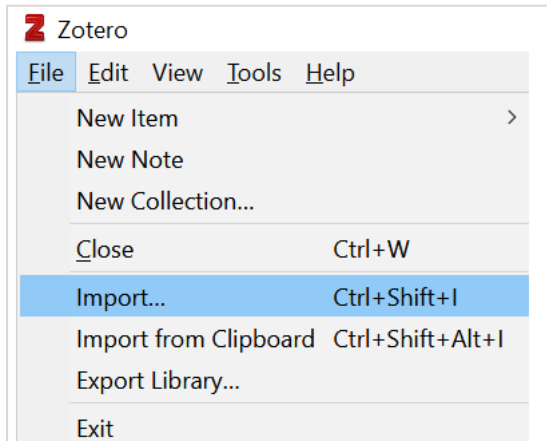 Zotero
File Edit View Tools Help
New Item
New Note
New Collection...
Close Ctrl+W
Import... Ctrl+Shift+I
Import from Clipboard Ctrl+Shift+Alt+I
Export Library...
Exit